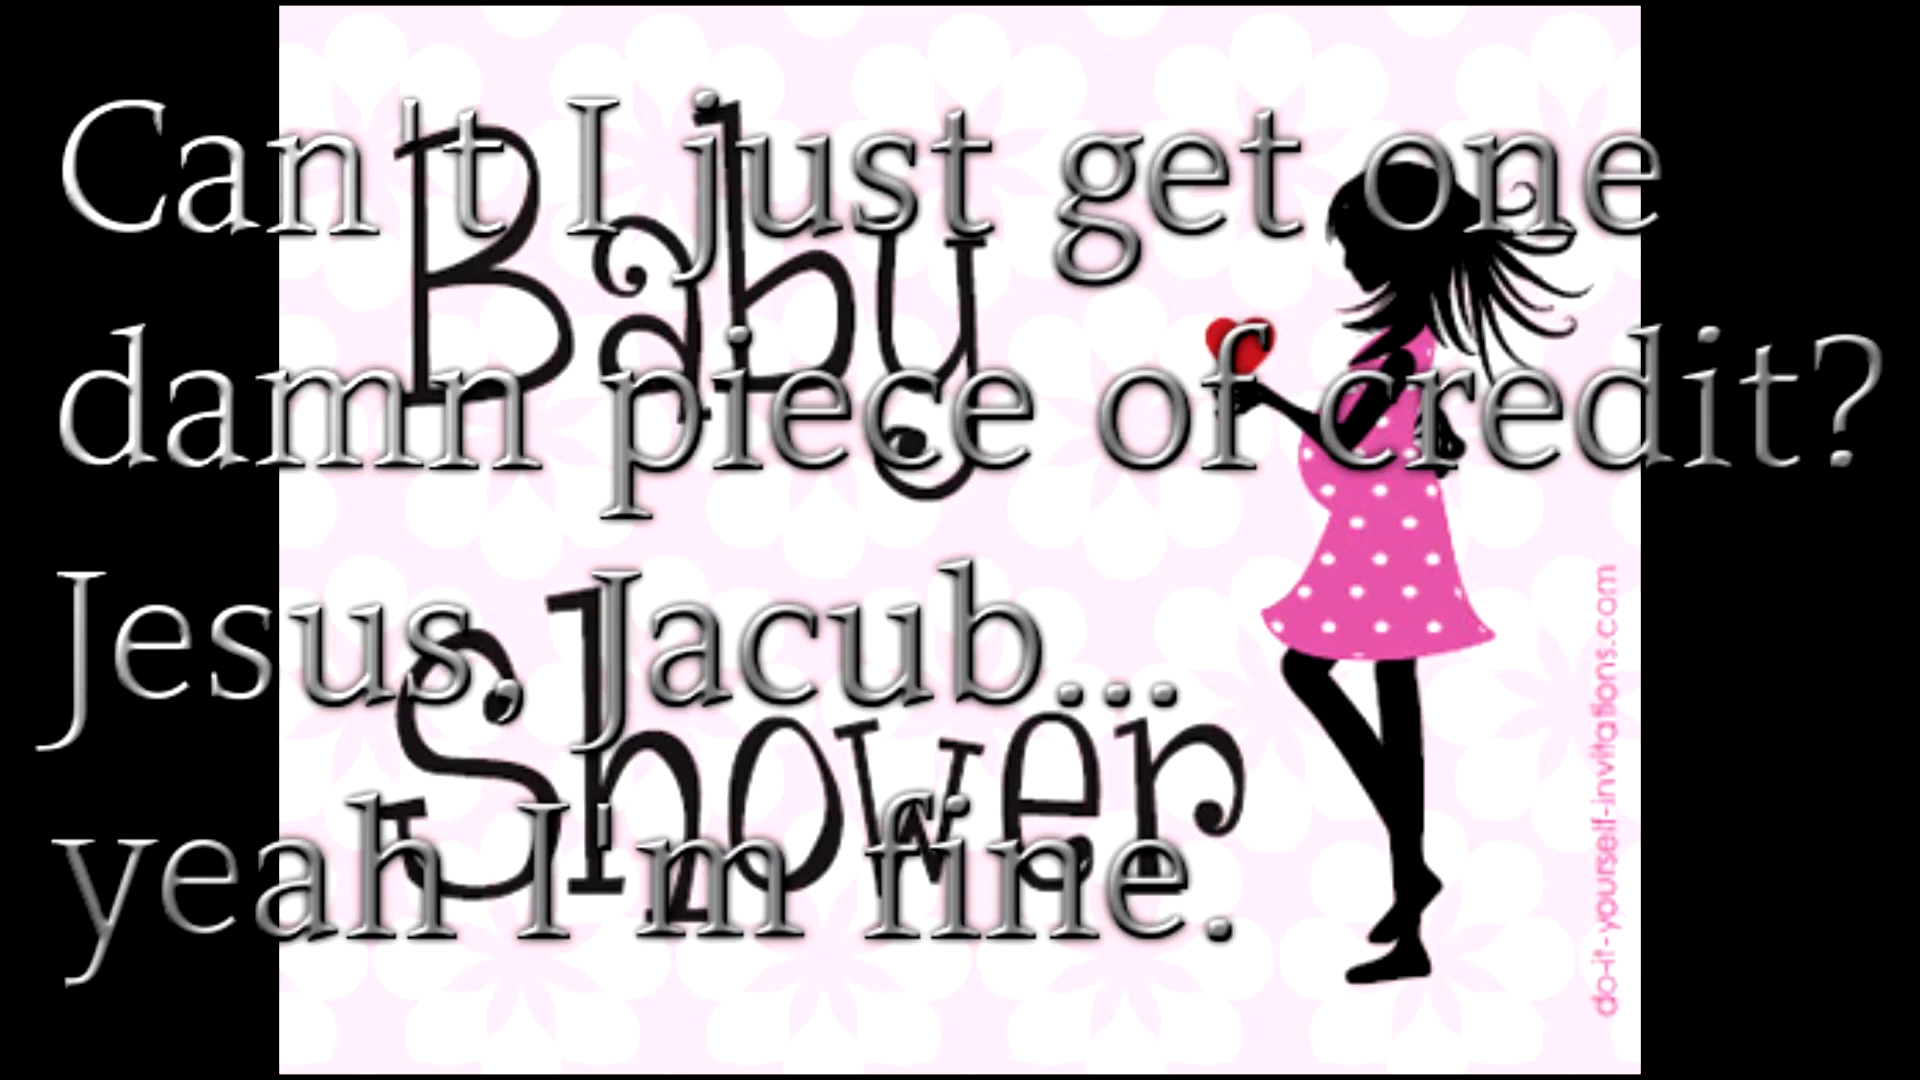 Can't I just get one
damn piece of credit?
Jesus, Jacub...
yeah I'm fine.
Baby
Shower
do-it-yourself-invitations.com